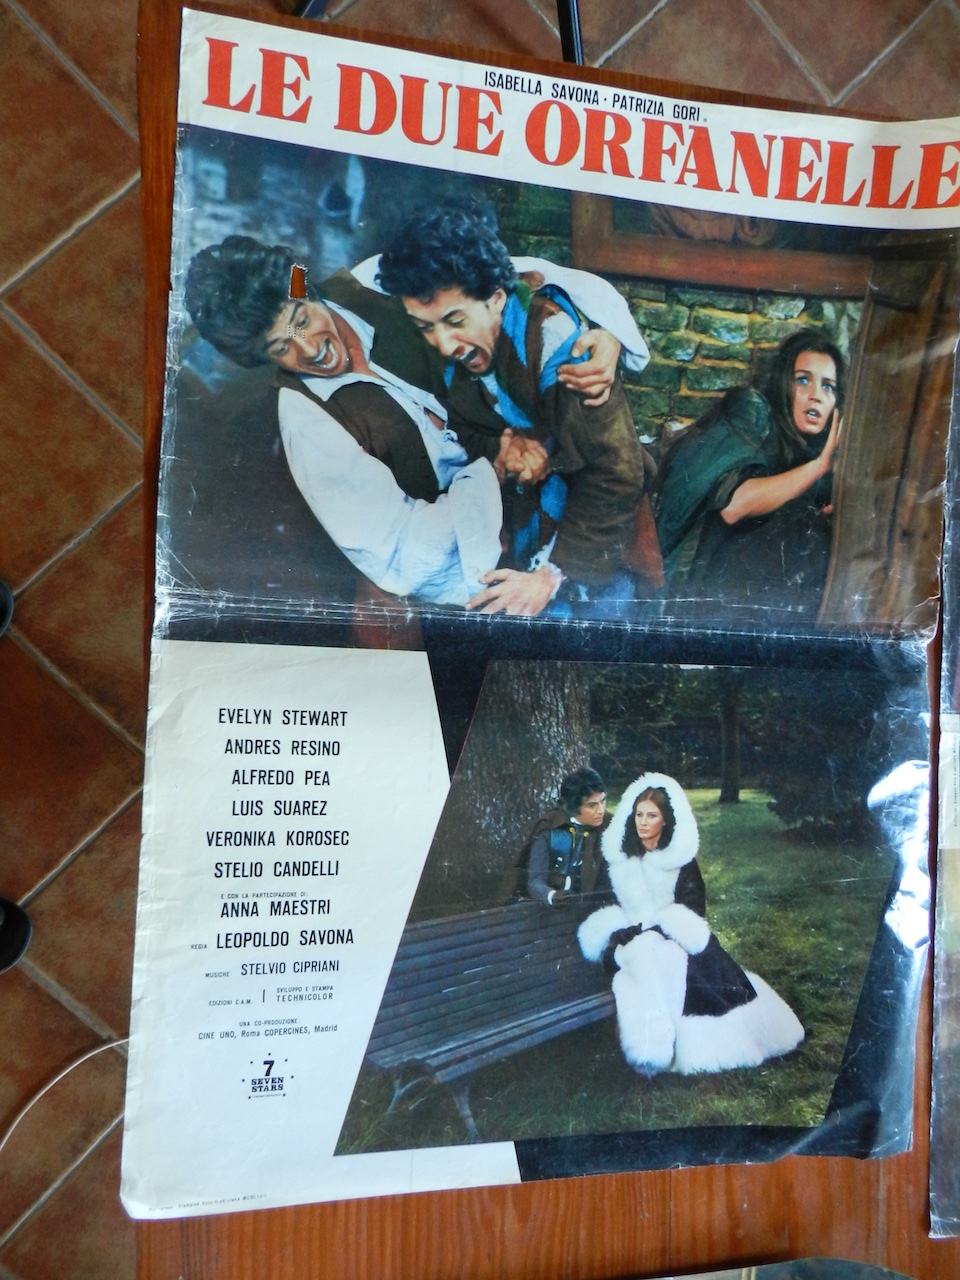 ISABELLA SAVONA · PATRIZIA GORI in
LE DUE ORFANELLE
EVELYN STEWART
ANDRES RESINO
ALFREDO PEA
LUIS SUAREZ
VERONIKA KOROSEC
STELIO CANDELLI
E CON LA PARTECIPAZIONE DI:
ANNA MAESTRI
REGIA LEOPOLDO SAVONA
MUSICHE STELVIO CIPRIANI
EDIZIONI C.A.M. | SVILUPPO E STAMPA
TECHNICOLOR
UNA CO-PRODUZIONE:
CINE UNO, Roma COPERCINES, Madrid
7
SEVEN
STARS